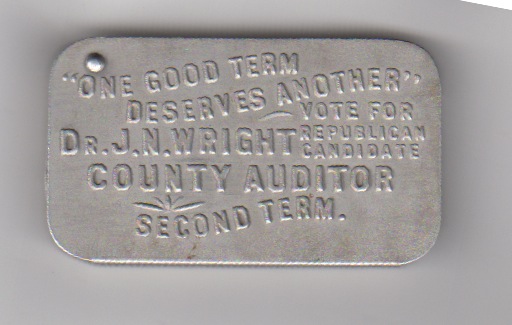 "ONE GOOD TERM
DESERVES ANOTHER",
VOTE FOR
DR. J. N. WRIGHT REPUBLICAN CANDIDATE
COUNTY AUDITOR
SECOND TERM.